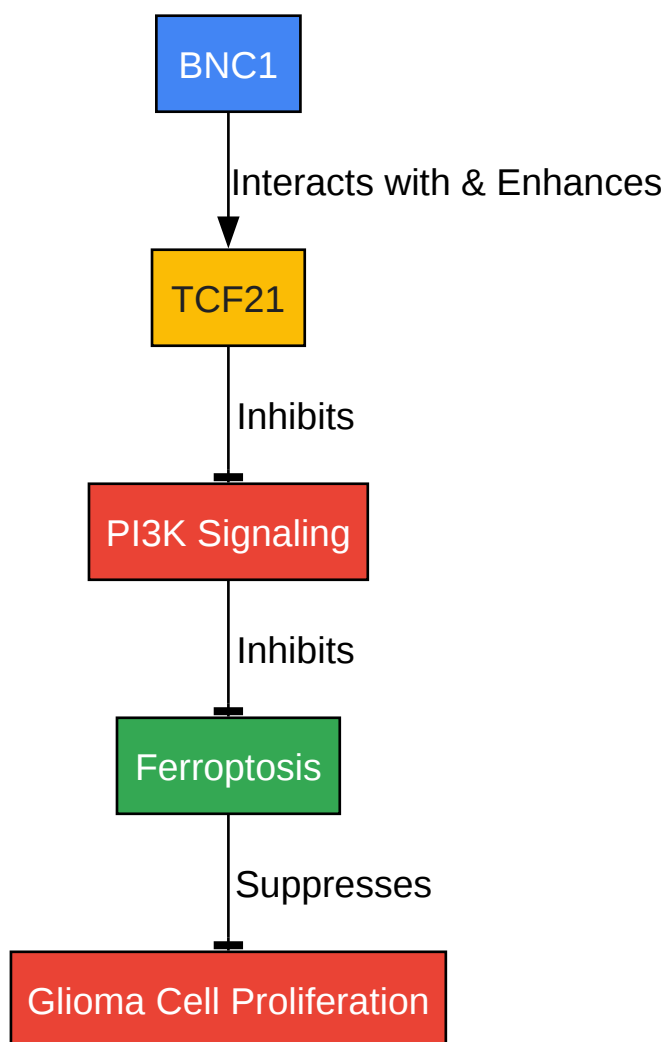 BNC1
Interacts with & Enhances
TCF21
Inhibits
PI3K Signaling
Inhibits
Ferroptosis
Suppresses
Glioma Cell Proliferation